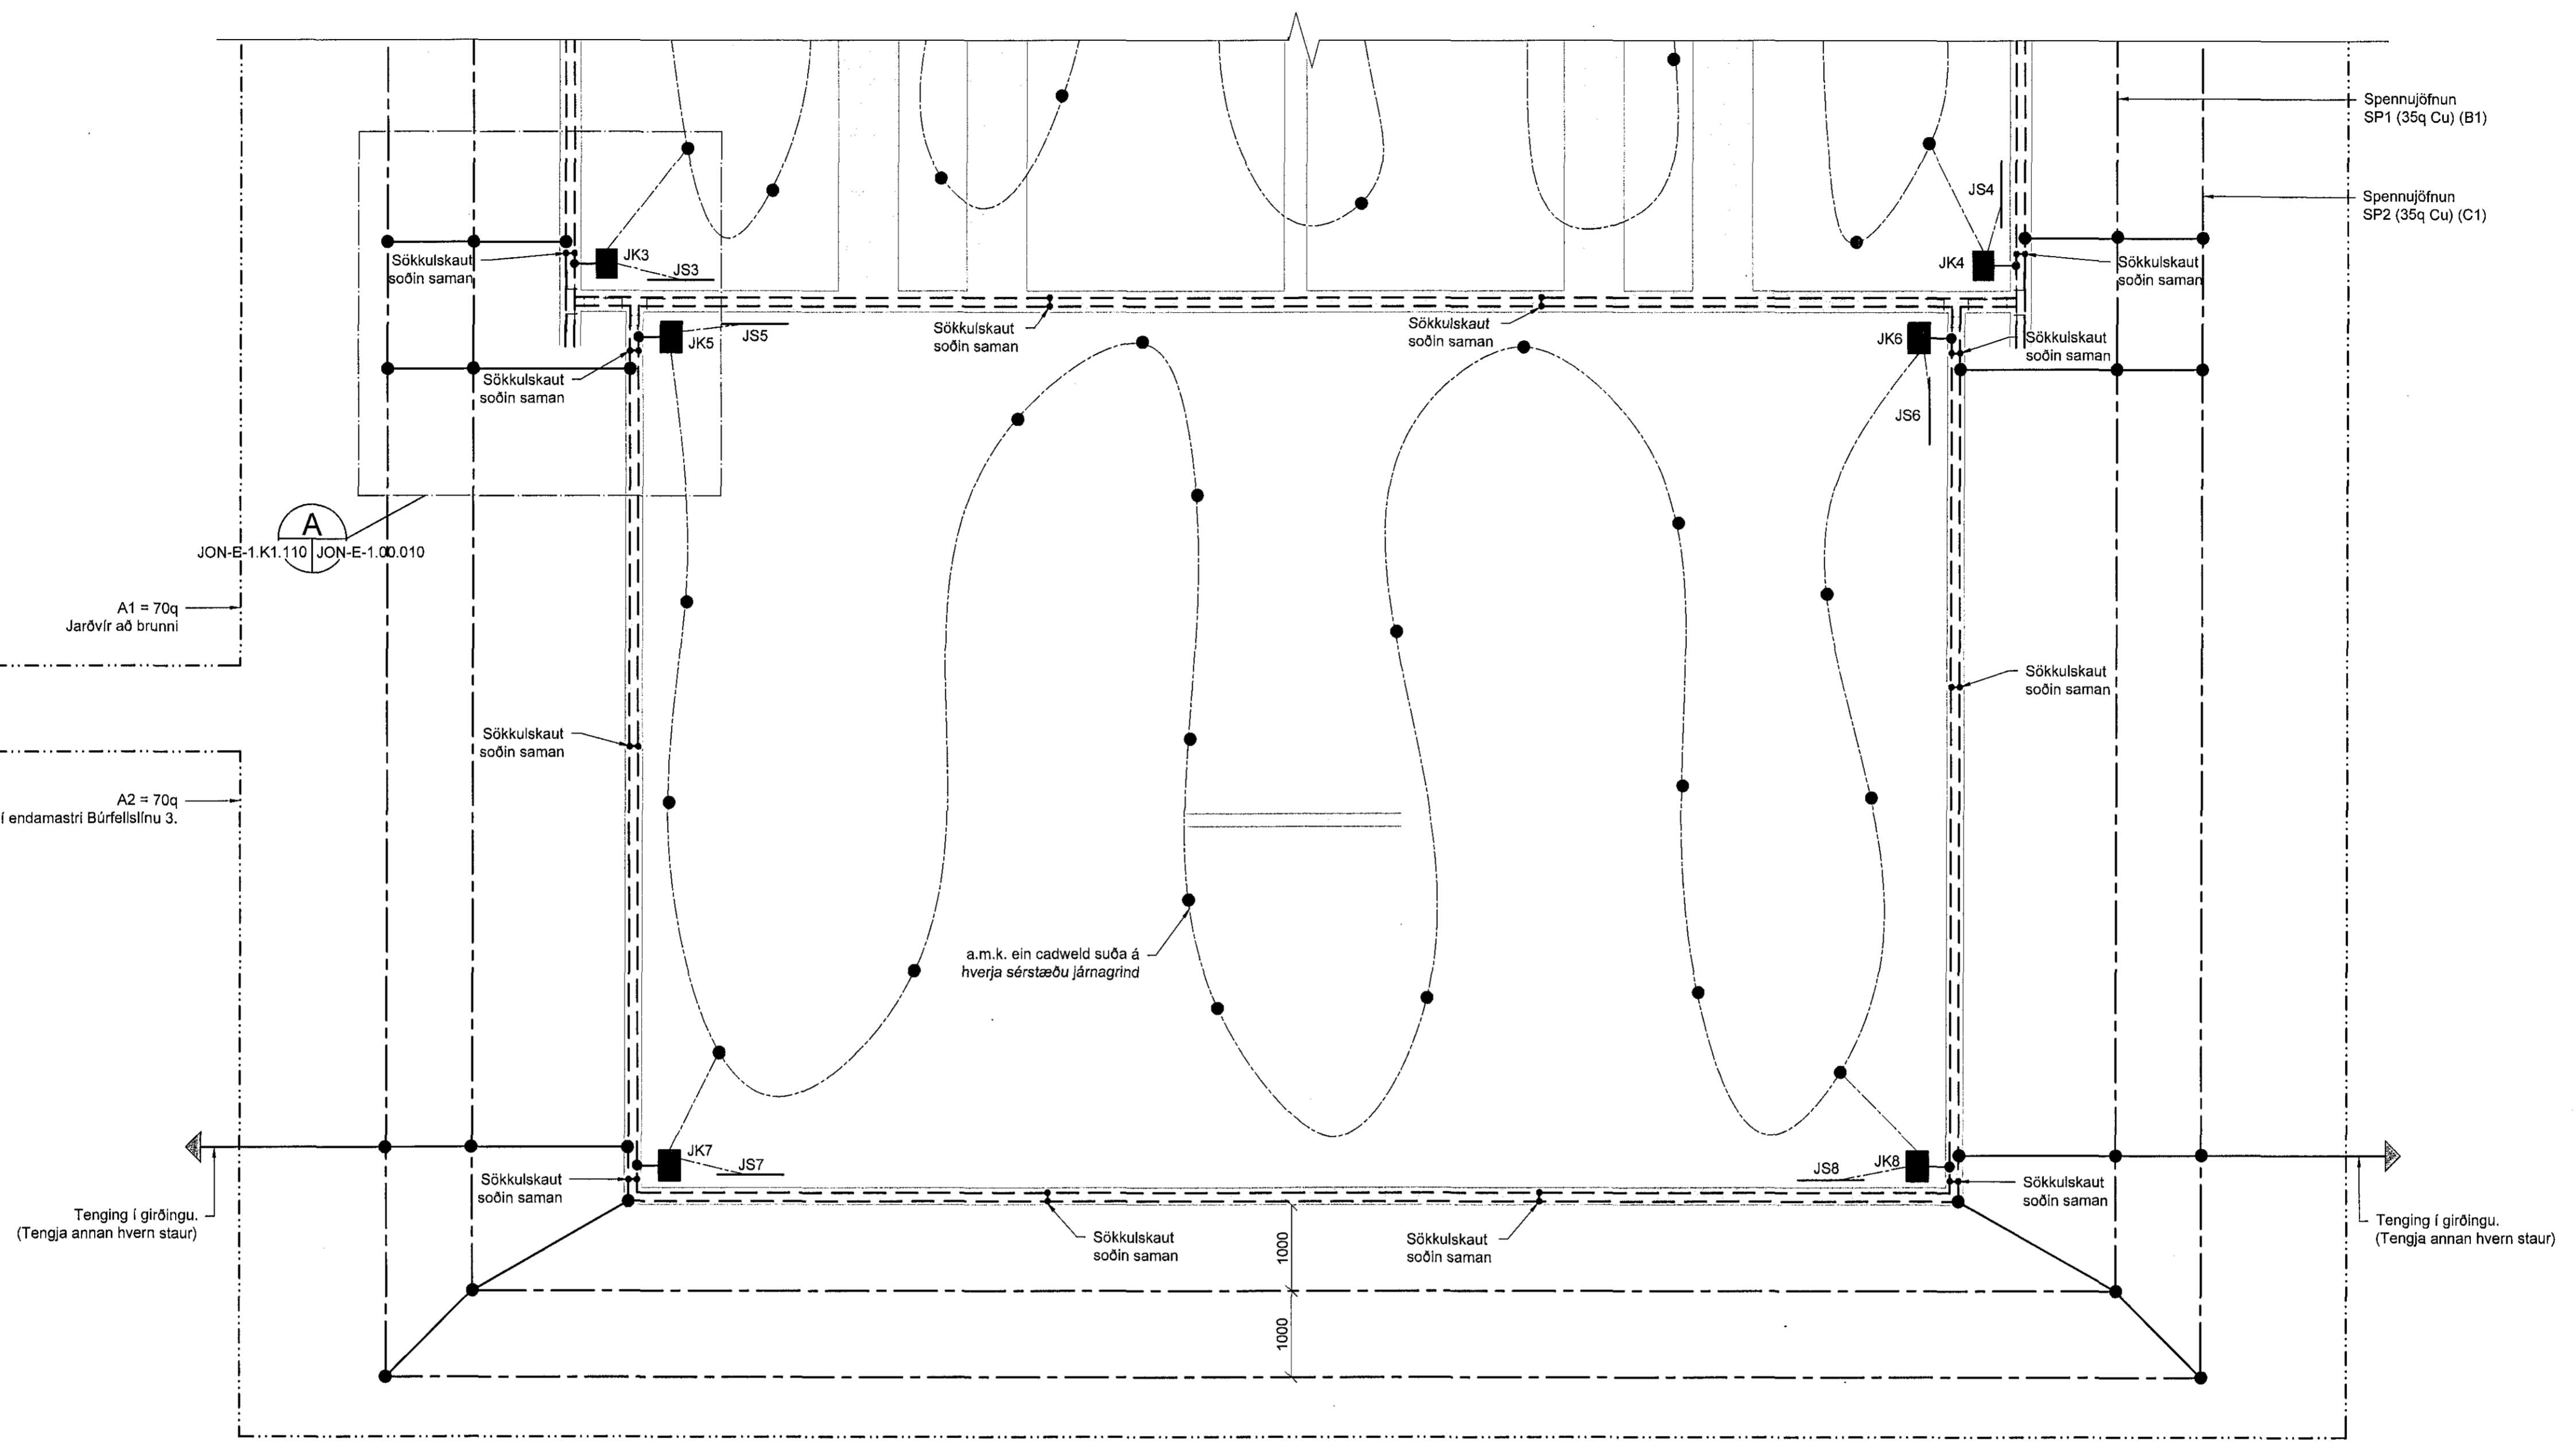 Spennujöfnun
SP1 (35q Cu) (B1)
JS4
Spennujöfnun
SP2 (35q Cu) (C1)
Sökkulskaut
soðin saman
JK3
JS3
JK4
Sökkulskaut
soðin saman
JK5
JS5
Sökkulskaut
soðin saman
Sökkulskaut
soðin saman
JK6
Sökkulskaut
soðin saman
Sökkulskaut
soðin saman
JS6
A
JON-E-1.K1.110
JON-E-1.00.010
A1 = 70q
Jarðvír að brunni
Sökkulskaut
soðin saman
Sökkulskaut
soðin saman
A2 = 70q
í endamastri Búrfellslínu 3.
a.m.k. ein cadweld suða á
hverja sérstæðu járnagrind
JK7
JS7
JS8
JK8
Sökkulskaut
soðin saman
Sökkulskaut
soðin saman
Tenging í girðingu.
(Tengja annan hvern staur)
Sökkulskaut
soðin saman
1000
Sökkulskaut
soðin saman
Tenging í girðingu.
(Tengja annan hvern staur)
1000